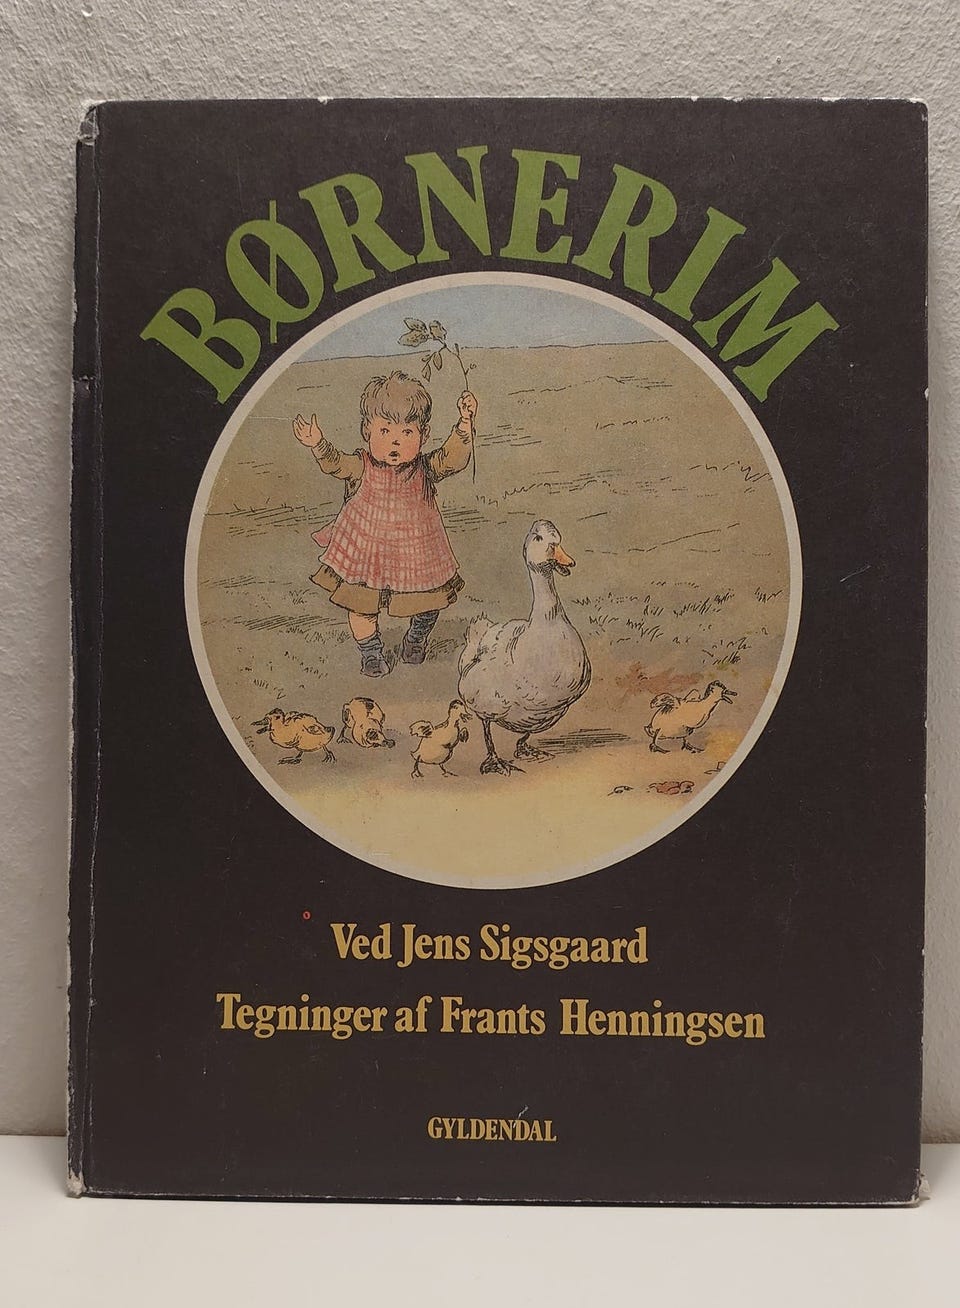 BØRNERIM
Ved Jens Sigsgaard
Tegninger af Frants Henningsen
GYLDENDAL